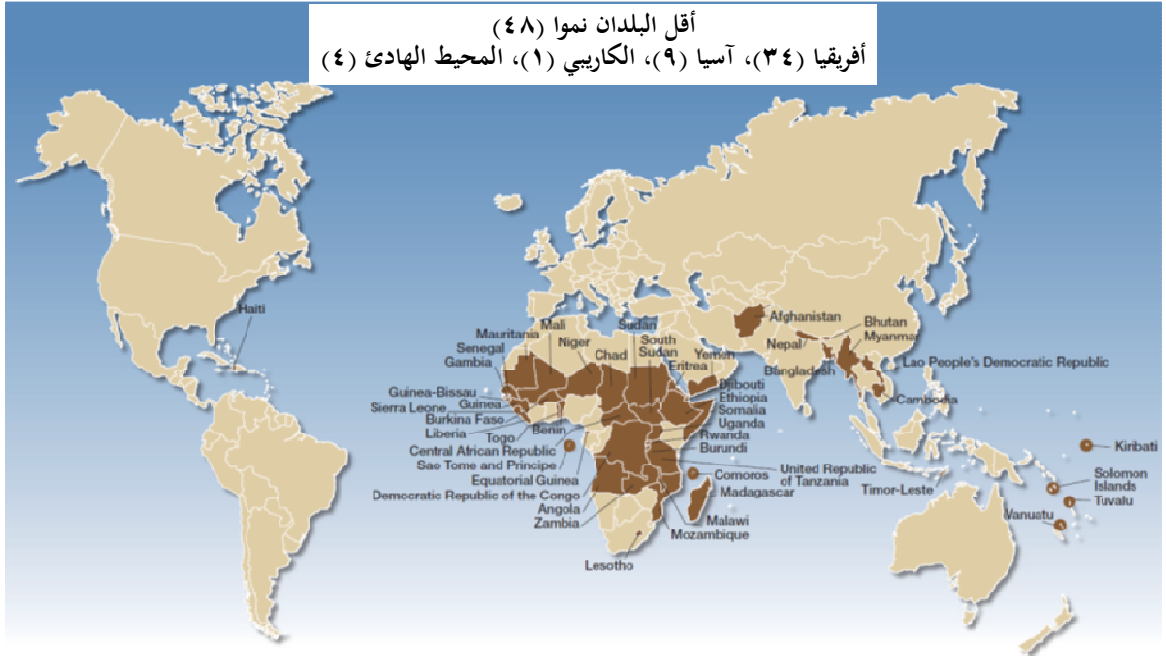 أقل البلدان نموا (٤٨)
أفريقيا (٣٤)، آسيا (٩)، الكاريبي (١)، المحيط الهادئ (٤)
Haiti
Mauritania
Mali
Sudan
Senegal
Niger
Chad
South
Sudan
Yemen
Gambia
Eritrea
Guinea-Bissau
Guinea
Sierra Leone
Burkina Faso
Liberia
Togo
Benin
Central African Republic
Sao Tome and Principe
Equatorial Guinea
Democratic Republic of the Congo
Angola
Zambia
Lesotho
Djibouti
Ethiopia
Somalia
Uganda
Rwanda
Burundi
United Republic
of Tanzania
Comoros
Madagascar
Malawi
Mozambique
Afghanistan
Bhutan
Nepal
Myanmar
Bangladesh
Lao People's Democratic Republic
Cambodia
Timor-Leste
Kiribati
Solomon
Islands
Tuvalu
Vanuatu